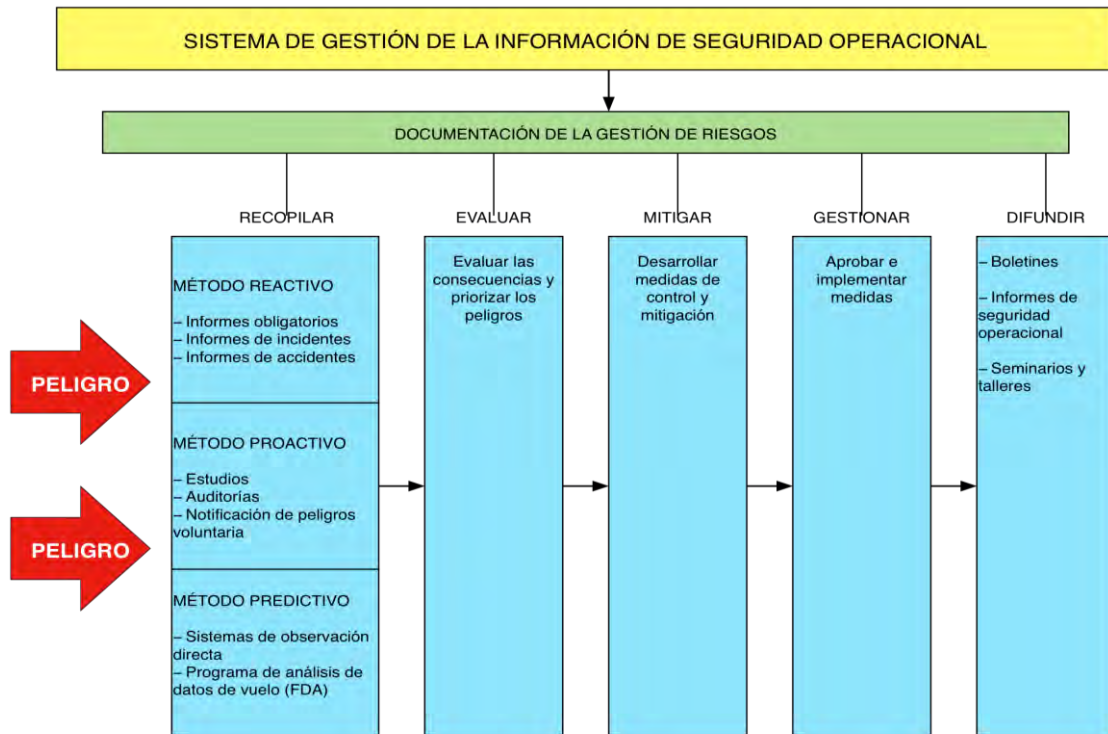 SISTEMA DE GESTIÓN DE LA INFORMACIÓN DE SEGURIDAD OPERACIONAL
DOCUMENTACIÓN DE LA GESTIÓN DE RIESGOS
RECOPILAR
EVALUAR
MITIGAR
GESTIONAR
DIFUNDIR
PELIGRO
PELIGRO
MÉTODO REACTIVO
– Informes obligatorios
– Informes de incidentes
– Informes de accidentes
MÉTODO PROACTIVO
– Estudios
– Auditorías
– Notificación de peligros
voluntaria
MÉTODO PREDICTIVO
– Sistemas de observación
directa
– Programa de análisis de
datos de vuelo (FDA)
Evaluar las
consecuencias y
priorizar los
peligros
Desarrollar
medidas de
control y
mitigación
Aprobar e
implementar
medidas
– Boletines
– Informes de
seguridad
operacional
– Seminarios y
talleres